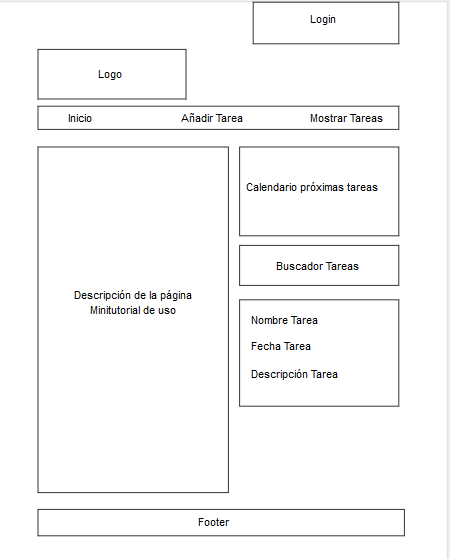 Login
Logo
Inicio Añadir Tarea Mostrar Tareas
Calendario próximas tareas
Buscador Tareas
Descripción de la página
Minitutorial de uso
Nombre Tarea
Fecha Tarea
Descripción Tarea
Footer